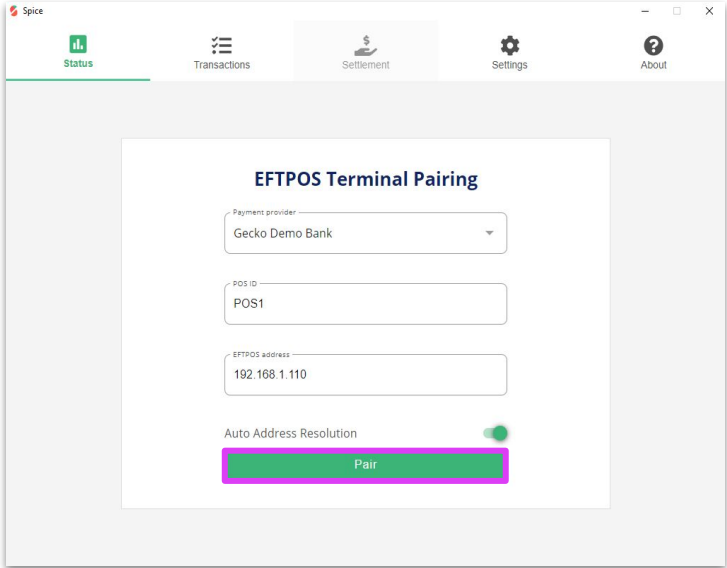 Spice
Status
Transactions
Settlement
Settings
About
EFTPOS Terminal Pairing
Payment provider
Gecko Demo Bank
POS ID
POS1
EFTPOS address
192.168.1.110
Auto Address Resolution
Pair